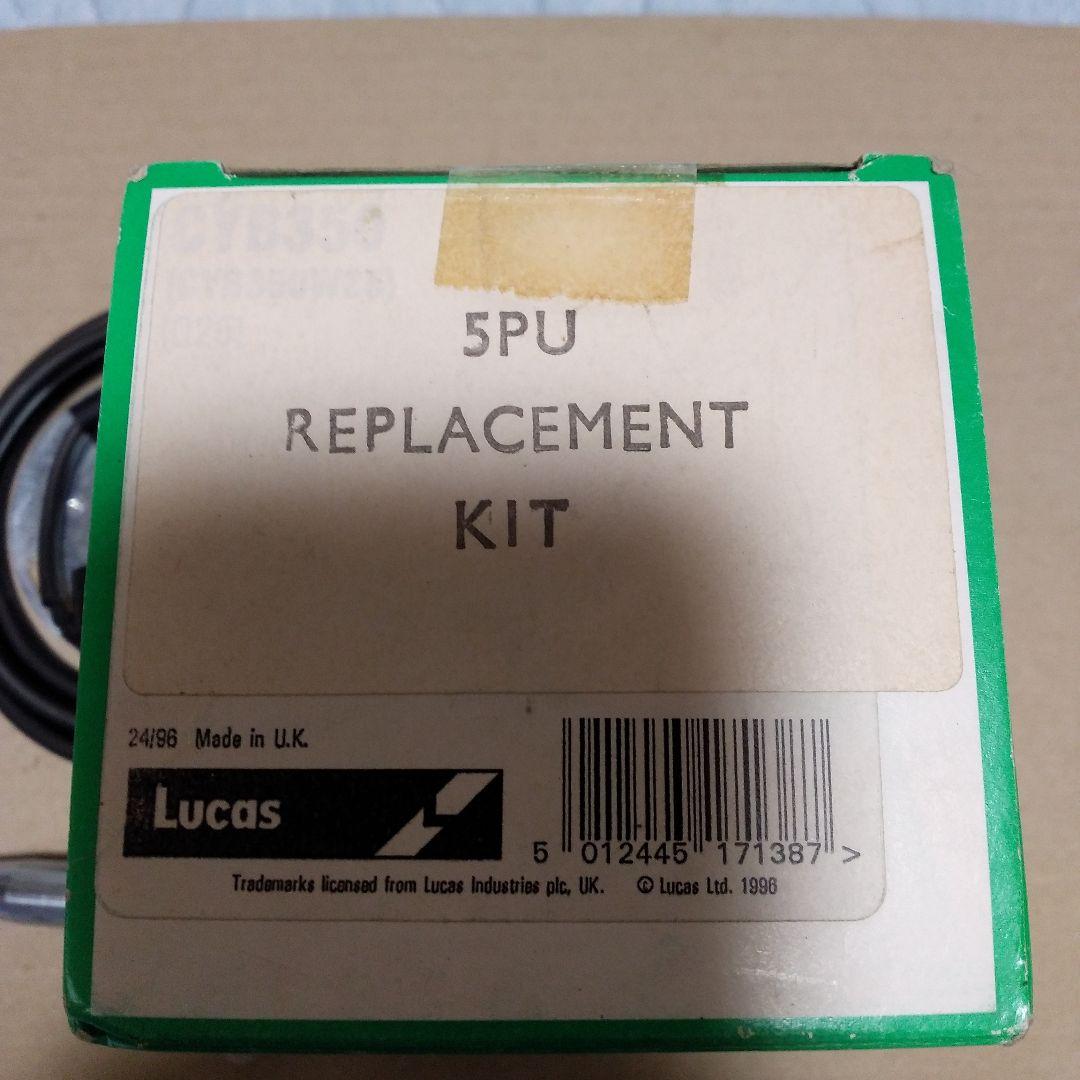 5PU
REPLACEMENT
KIT
24/96 Made in U.K.
Lucas
5 012445 171387 >
Trademarks licensed from Lucas Industries plc, UK. © Lucas Ltd. 1996